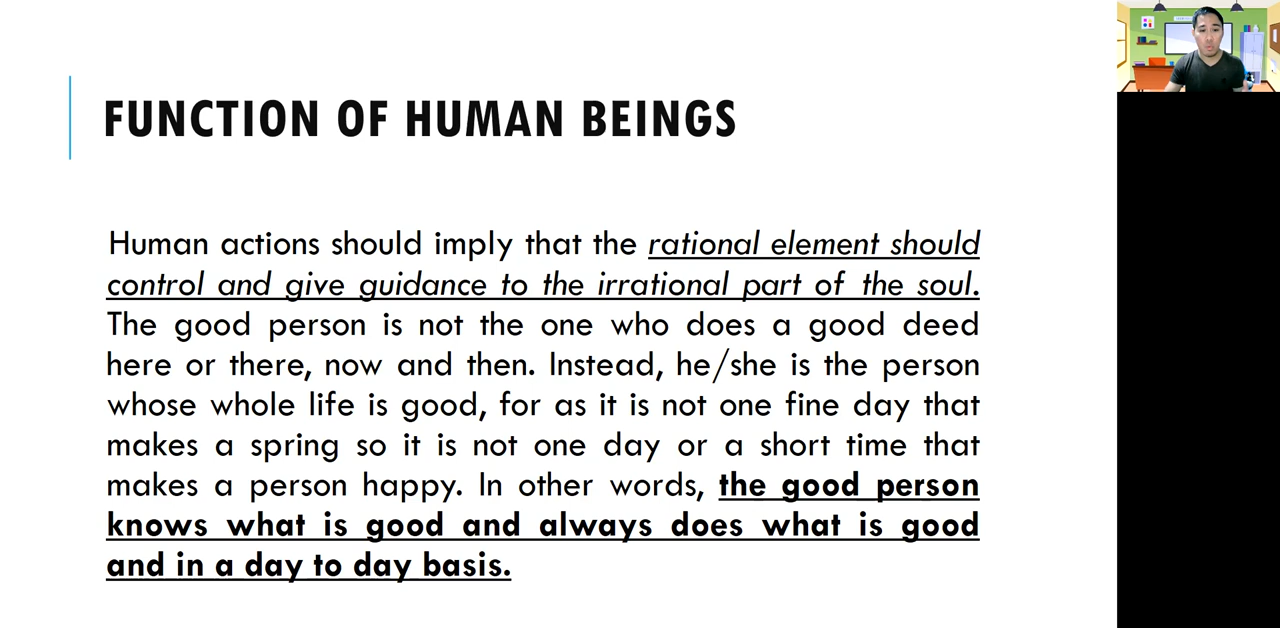 FUNCTION OF HUMAN BEINGS
Human actions should imply that the rational element should
control and give guidance to the irrational part of the soul.
The good person is not the one who does a good deed
here or there, now and then. Instead, he/she is the person
whose whole life is good, for as it is not one fine day that
makes a spring so it is not one day or a short time that
makes a person happy. In other words, the good person
knows what is good and always does what is good
and in a day to day basis.